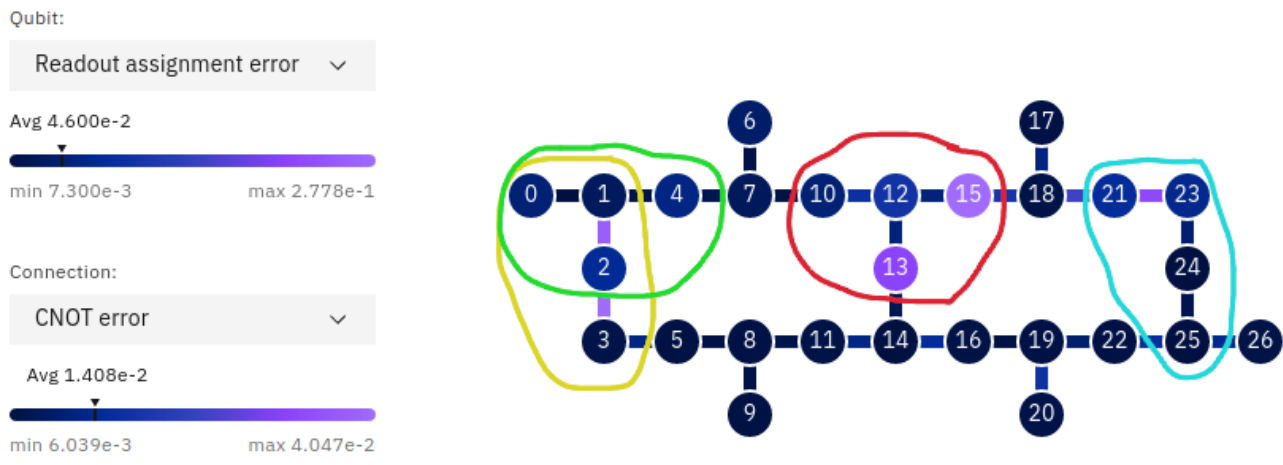 Qubit:
Readout assignment error
Avg 4.600e-2
min 7.300e-3 max 2.778e-1
Connection:
CNOT error
Avg 1.408e-2
min 6.039e-3 max 4.047e-2
6 17
0 1 4 7 10 12 15 18 21 23
2 13 24
3 5 8 11 14 16 19 22 25 26
9 20